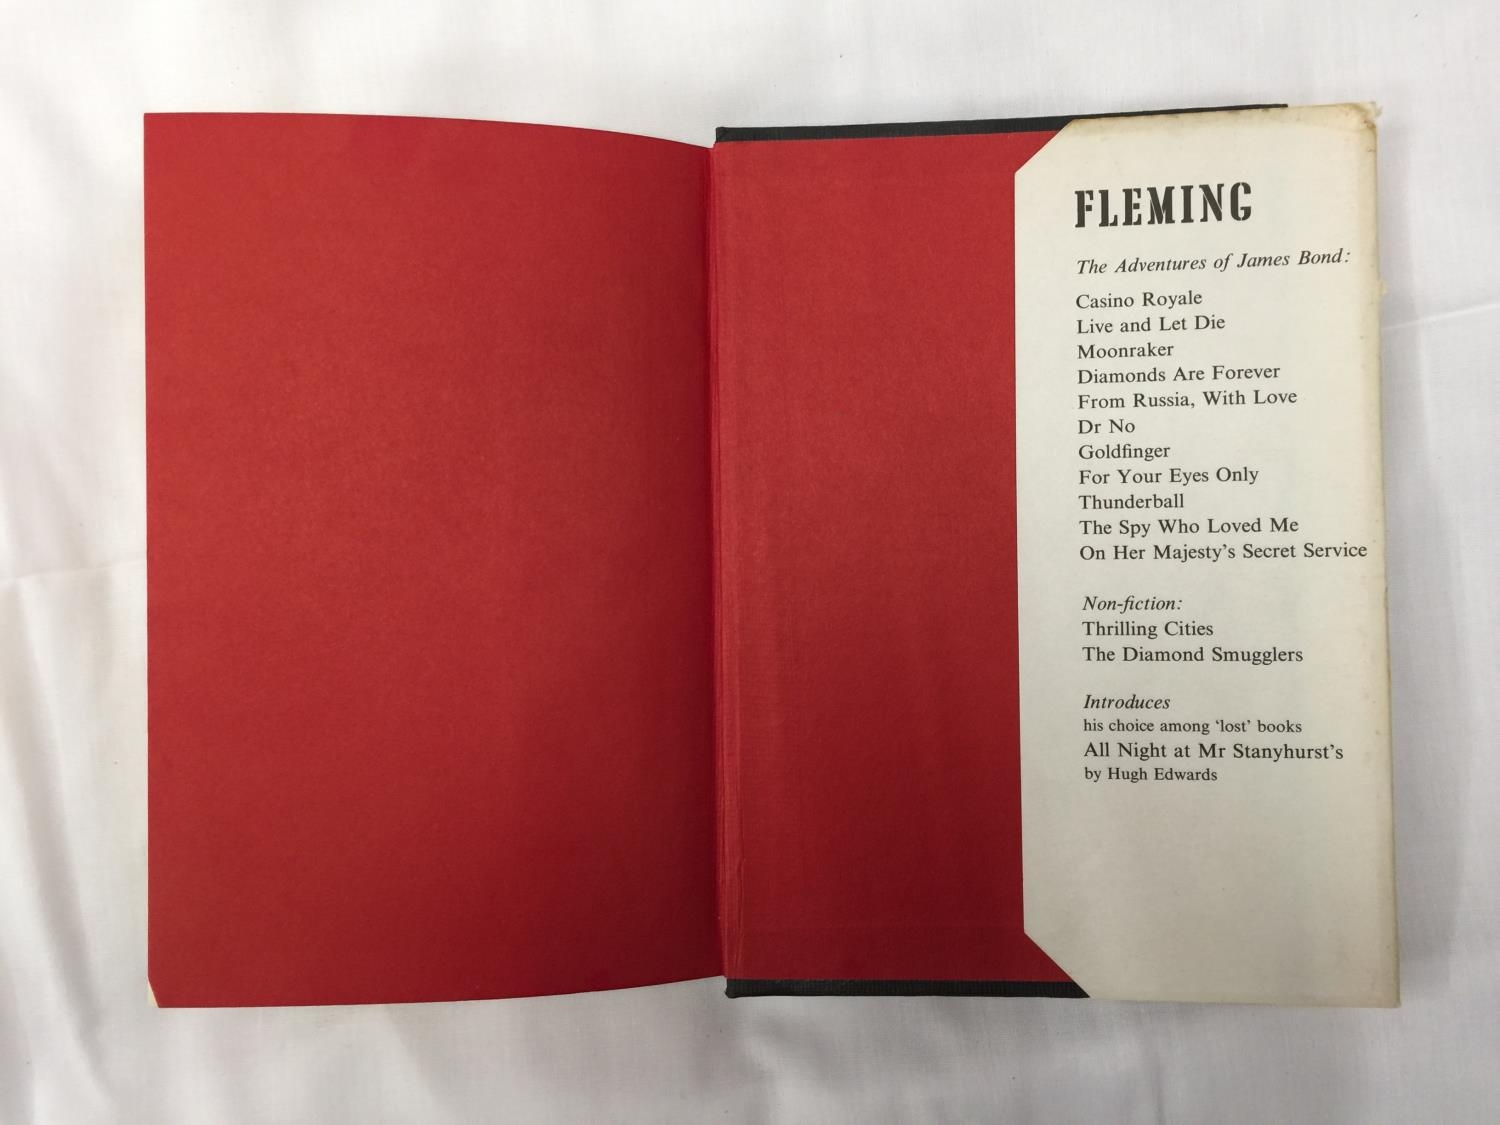 FLEMING
The Adventures of James Bond:
Casino Royale
Live and Let Die
Moonraker
Diamonds Are Forever
From Russia, With Love
Dr No
Goldfinger
For Your Eyes Only
Thunderball
The Spy Who Loved Me
On Her Majesty's Secret Service
Non-fiction:
Thrilling Cities
The Diamond Smugglers
Introduces
his choice among 'lost' books
All Night at Mr Stanyhurst's
by Hugh Edwards